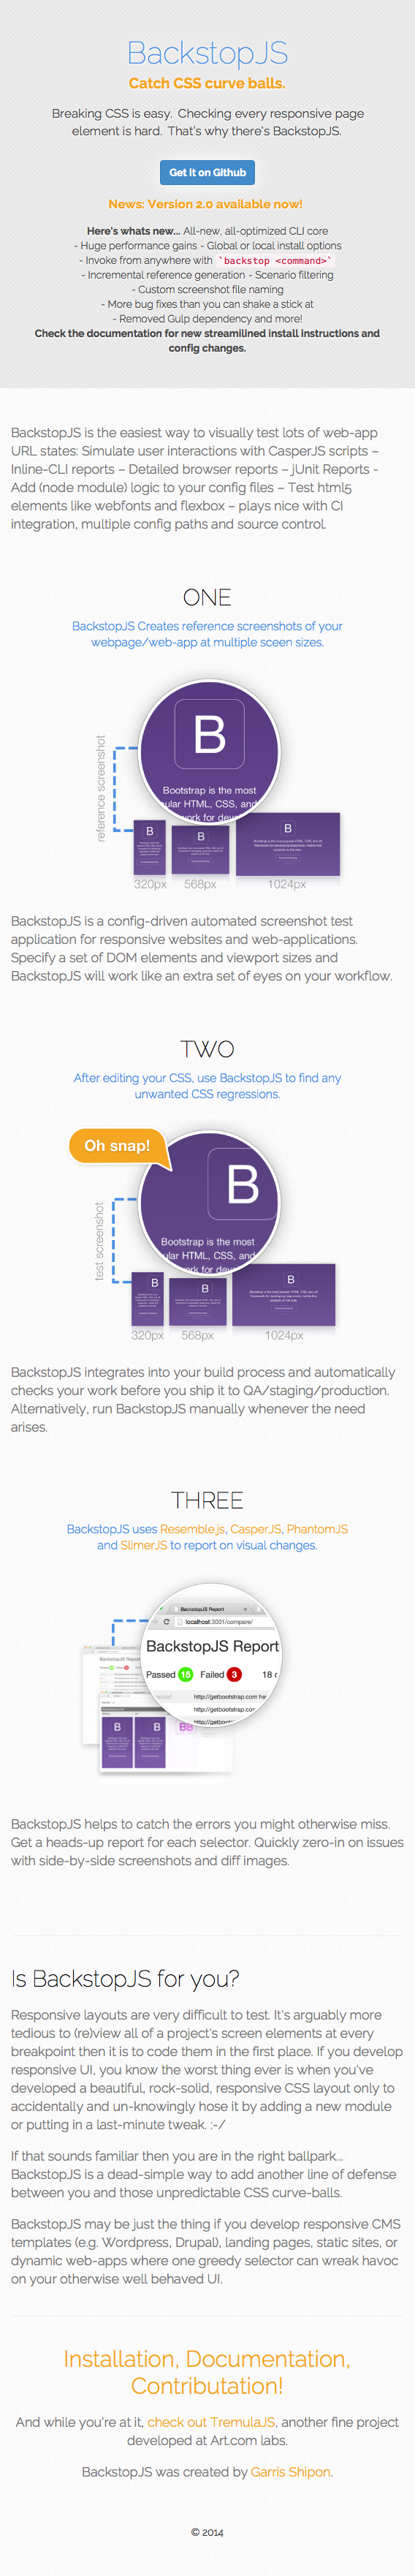 BackstopJS
Catch CSS curve balls.
Breaking CSS is easy. Checking every responsive page
element is hard. That's why there's BackstopJS.
Get it on Github
News: Version 2.0 available now!
Here's whats new... All-new, all-optimized CLI core
- Huge performance gains - Global or local install options
- Invoke from anywhere with `backstop <command>`
- Incremental reference generation - Scenario filtering
- Custom screenshot file naming
- More bug fixes than you can shake a stick at
- Removed Gulp dependency and more!
Check the documentation for new streamilined install instructions and
config changes.
BackstopJS is the easiest way to visually test lots of web-app
URL states: Simulate user interactions with CasperJS scripts –
Inline-CLI reports – Detailed browser reports – jUnit Reports -
Add (node module) logic to your config files – Test html5
elements like webfonts and flexbox – plays nice with CI
integration, multiple config paths and source control.
ONE
BackstopJS Creates reference screenshots of your
webpage/web-app at multiple sceen sizes.
reference screenshot
B
Bootstrap is the most
ular HTML, CSS, and
work for deve
B
B
B
320px 568px 1024px
BackstopJS is a config-driven automated screenshot test
application for responsive websites and web-applications.
Specify a set of DOM elements and viewport sizes and
BackstopJS will work like an extra set of eyes on your workflow.
TWO
After editing your CSS, use BackstopJS to find any
unwanted CSS regressions.
Oh snap!
test screenshot
B
Bootstrap is the most
ular HTML, CSS, and
ork for dev
B
B
B
320px 568px 1024px
BackstopJS integrates into your build process and automatically
checks your work before you ship it to QA/staging/production.
Alternatively, run BackstopJS manually whenever the need
arises.
THREE
BackstopJS uses Resemble.js, CasperJS, PhantomJS
and SlimerJS to report on visual changes.
BackstopJS Report
localhost:3001/compare/
BackstopJS Report
Passed 15 Failed 3 18
http://getbootstrap.com
http://getbootstrap.com
http://getboots
B B BB
BackstopJS helps to catch the errors you might otherwise miss.
Get a heads-up report for each selector. Quickly zero-in on issues
with side-by-side screenshots and diff images.
Is BackstopJS for you?
Responsive layouts are very difficult to test. It's arguably more
tedious to (re)view all of a project's screen elements at every
breakpoint then it is to code them in the first place. If you develop
responsive UI, you know the worst thing ever is when you've
developed a beautiful, rock-solid, responsive CSS layout only to
accidentally and un-knowingly hose it by adding a new module
or putting in a last-minute tweak. :-/
If that sounds familiar then you are in the right ballpark...
BackstopJS is a dead-simple way to add another line of defense
between you and those unpredictable CSS curve-balls.
BackstopJS may be just the thing if you develop responsive CMS
templates (e.g. Wordpress, Drupal), landing pages, static sites, or
dynamic web-apps where one greedy selector can wreak havoc
on your otherwise well behaved UI.
Installation, Documentation,
Contributation!
And while you're at it, check out TremulaJS, another fine project
developed at Art.com labs.
BackstopJS was created by Garris Shipon.
© 2014